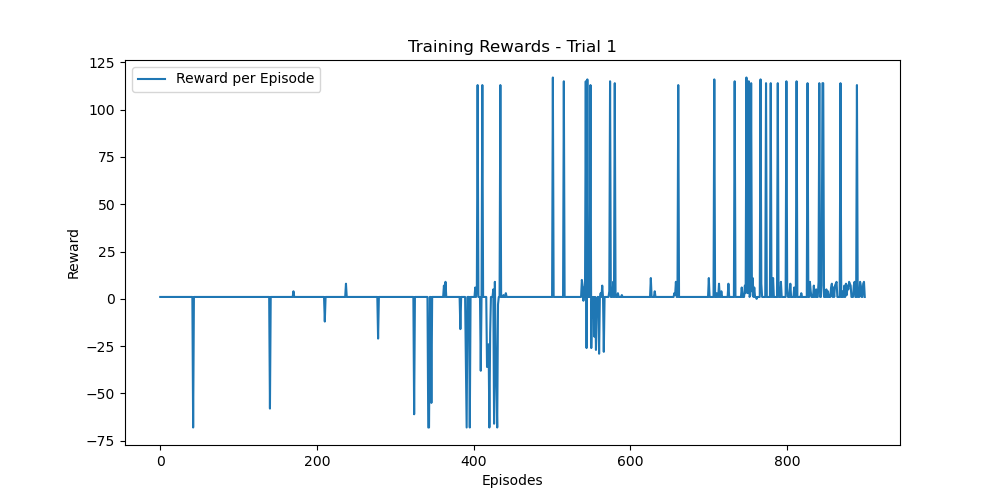 Training Rewards - Trial 1
Reward per Episode
125
100
75
50
25
0
−25
−50
−75
Reward
0 200 400 600 800
Episodes